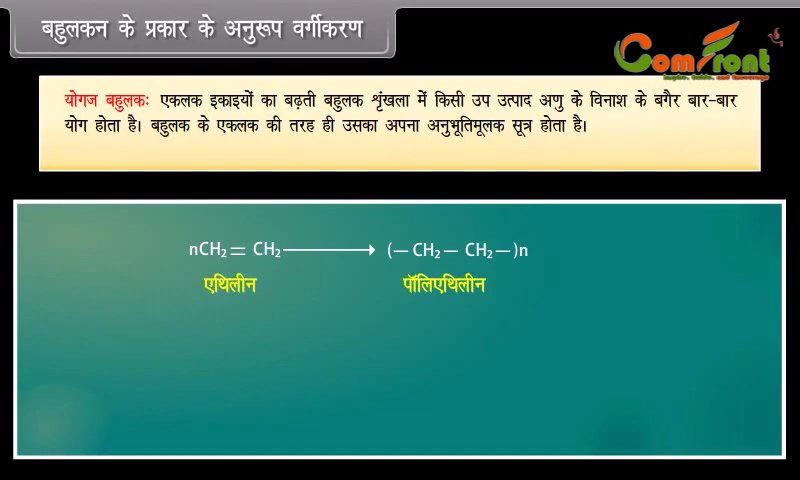 बहुलकन के प्रकार के अनुरूप वर्गीकरण
ComFront
योगज बहुलकः एकलक इकाइयों का बढ़ती बहुलक शृंखला में किसी उप उत्पाद अणु के विनाश के बगैर बार-बार
योग होता है। बहुलक के एकलक की तरह ही उसका अपना अनुभूतिमूलक सूत्र होता है।
nCH₂ = CH₂ ⟶ (—CH₂—CH₂—)n
एथिलीन पॉलिएथिलीन